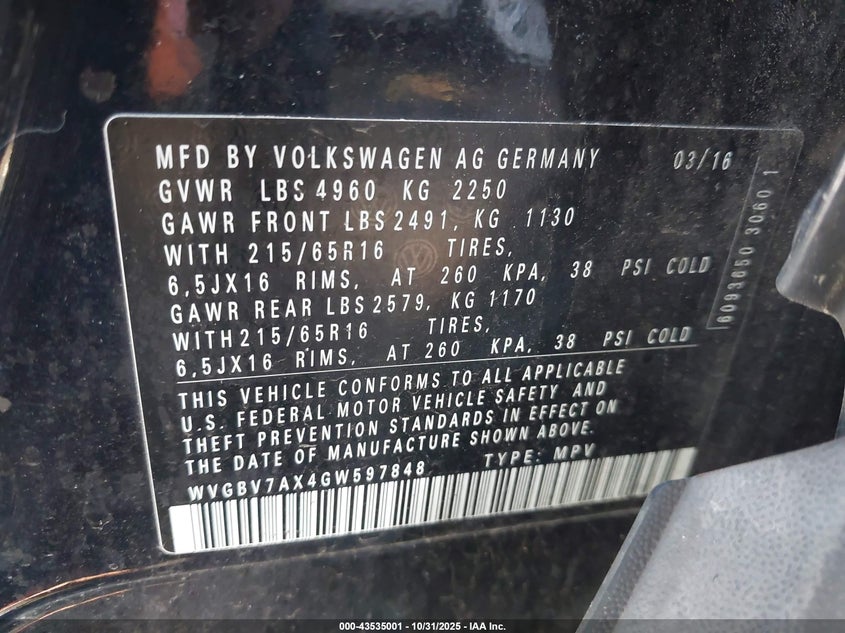 MFD BY VOLKSWAGEN AG GERMANY 03/16
GVWR LBS 4960 KG 2250
GAWR FRONT LBS 2491, KG 1130
WITH 215/65R16 TIRES,
6,5JX16 RIMS, AT 260 KPA, 38 PSI COLD
GAWR REAR LBS 2579, KG 1170
WITH 215/65R16 TIRES,
6,5JX16 RIMS, AT 260 KPA, 38 PSI COLD
THIS VEHICLE CONFORMS TO ALL APPLICABLE
U.S. FEDERAL MOTOR VEHICLE SAFETY AND
THEFT PREVENTION STANDARDS IN EFFECT ON
THE DATE OF MANUFACTURE SHOWN ABOVE.
WVGBV7AX4GW597848 TYPE: MPV
6093650 3060 1
000-43535001 - 10/31/2025 - IAA Inc.